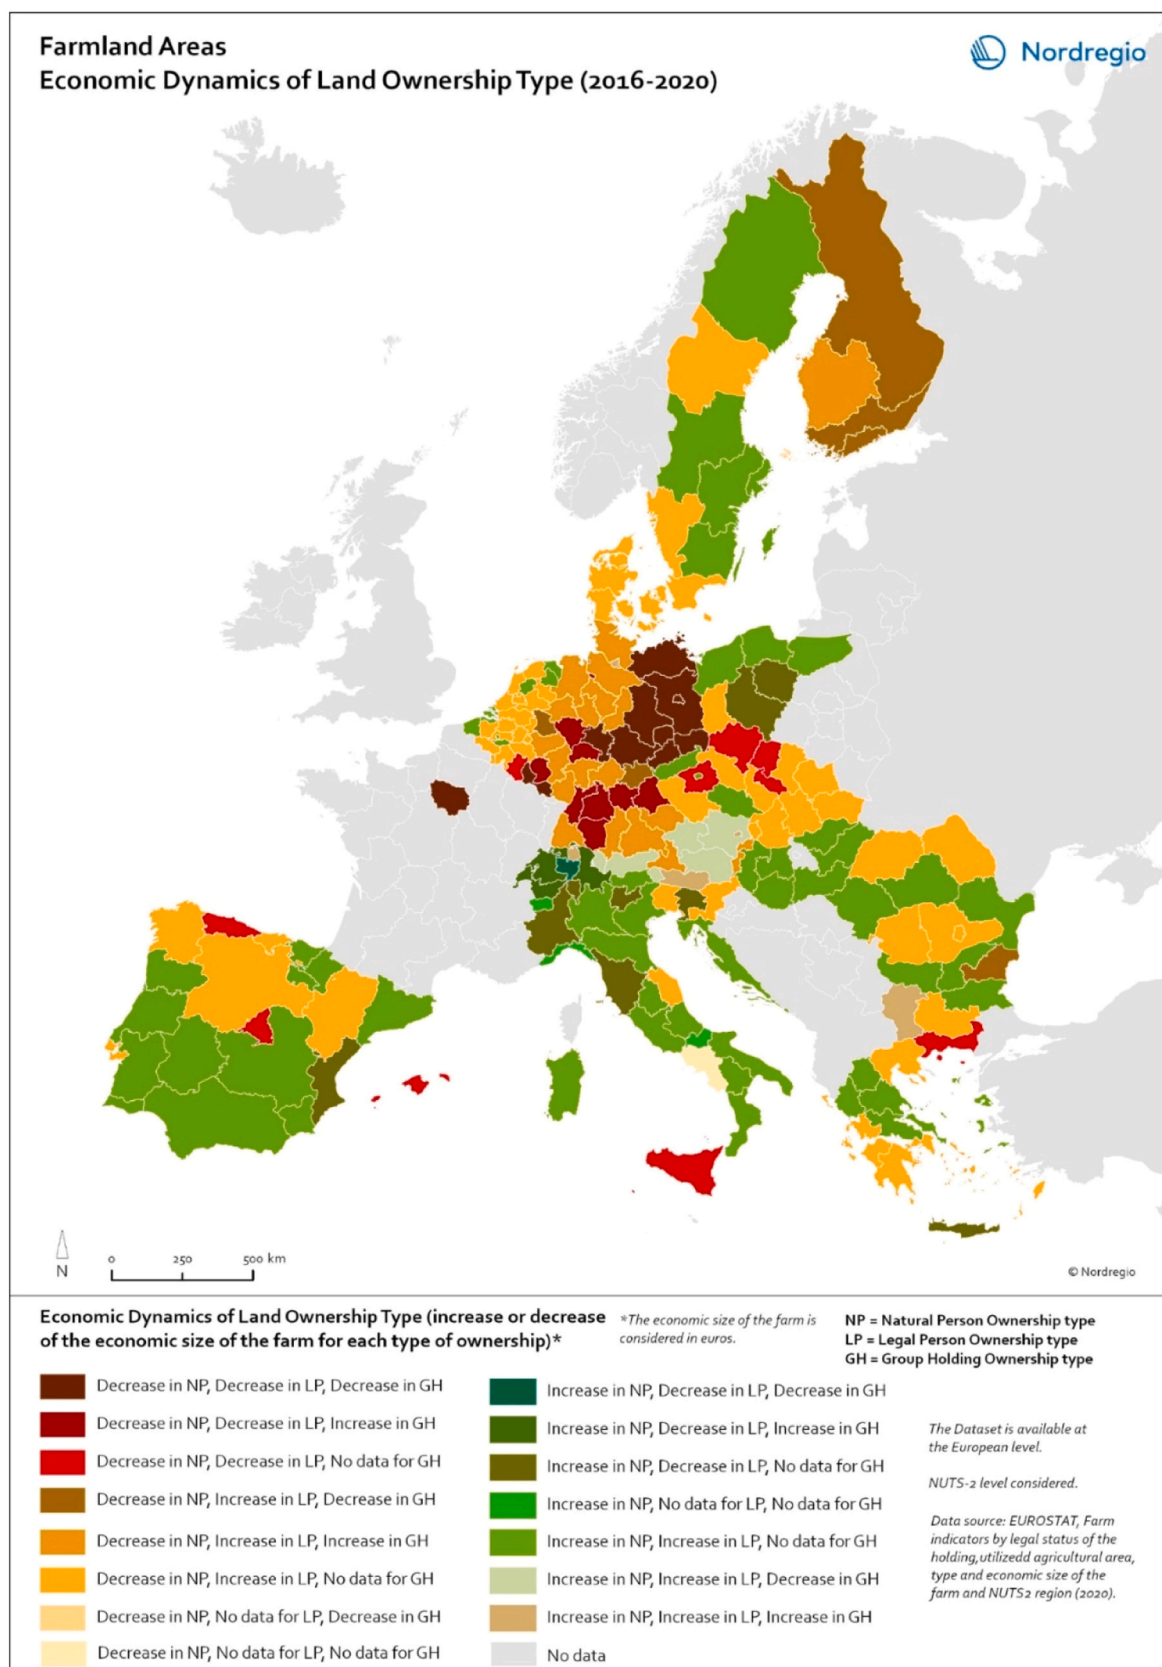 Farmland Areas
Economic Dynamics of Land Ownership Type (2016-2020)
Nordregio
N
0 250 500 km
© Nordregio
Economic Dynamics of Land Ownership Type (increase or decrease
of the economic size of the farm for each type of ownership)*
*The economic size of the farm is
considered in euros.
NP = Natural Person Ownership type
LP = Legal Person Ownership type
GH = Group Holding Ownership type
Decrease in NP, Decrease in LP, Decrease in GH
Decrease in NP, Decrease in LP, Increase in GH
Decrease in NP, Decrease in LP, No data for GH
Decrease in NP, Increase in LP, Decrease in GH
Decrease in NP, Increase in LP, Increase in GH
Decrease in NP, Increase in LP, No data for GH
Decrease in NP, No data for LP, Decrease in GH
Decrease in NP, No data for LP, No data for GH
Increase in NP, Decrease in LP, Decrease in GH
Increase in NP, Decrease in LP, Increase in GH
Increase in NP, Decrease in LP, No data for GH
Increase in NP, No data for LP, No data for GH
Increase in NP, Increase in LP, No data for GH
Increase in NP, Increase in LP, Decrease in GH
Increase in NP, Increase in LP, Increase in GH
No data
The Dataset is available at
the European level.
NUTS-2 level considered.
Data source: EUROSTAT, Farm
indicators by legal status of the
holding,utilizedd agricultural area,
type and economic size of the
farm and NUTS2 region (2020).